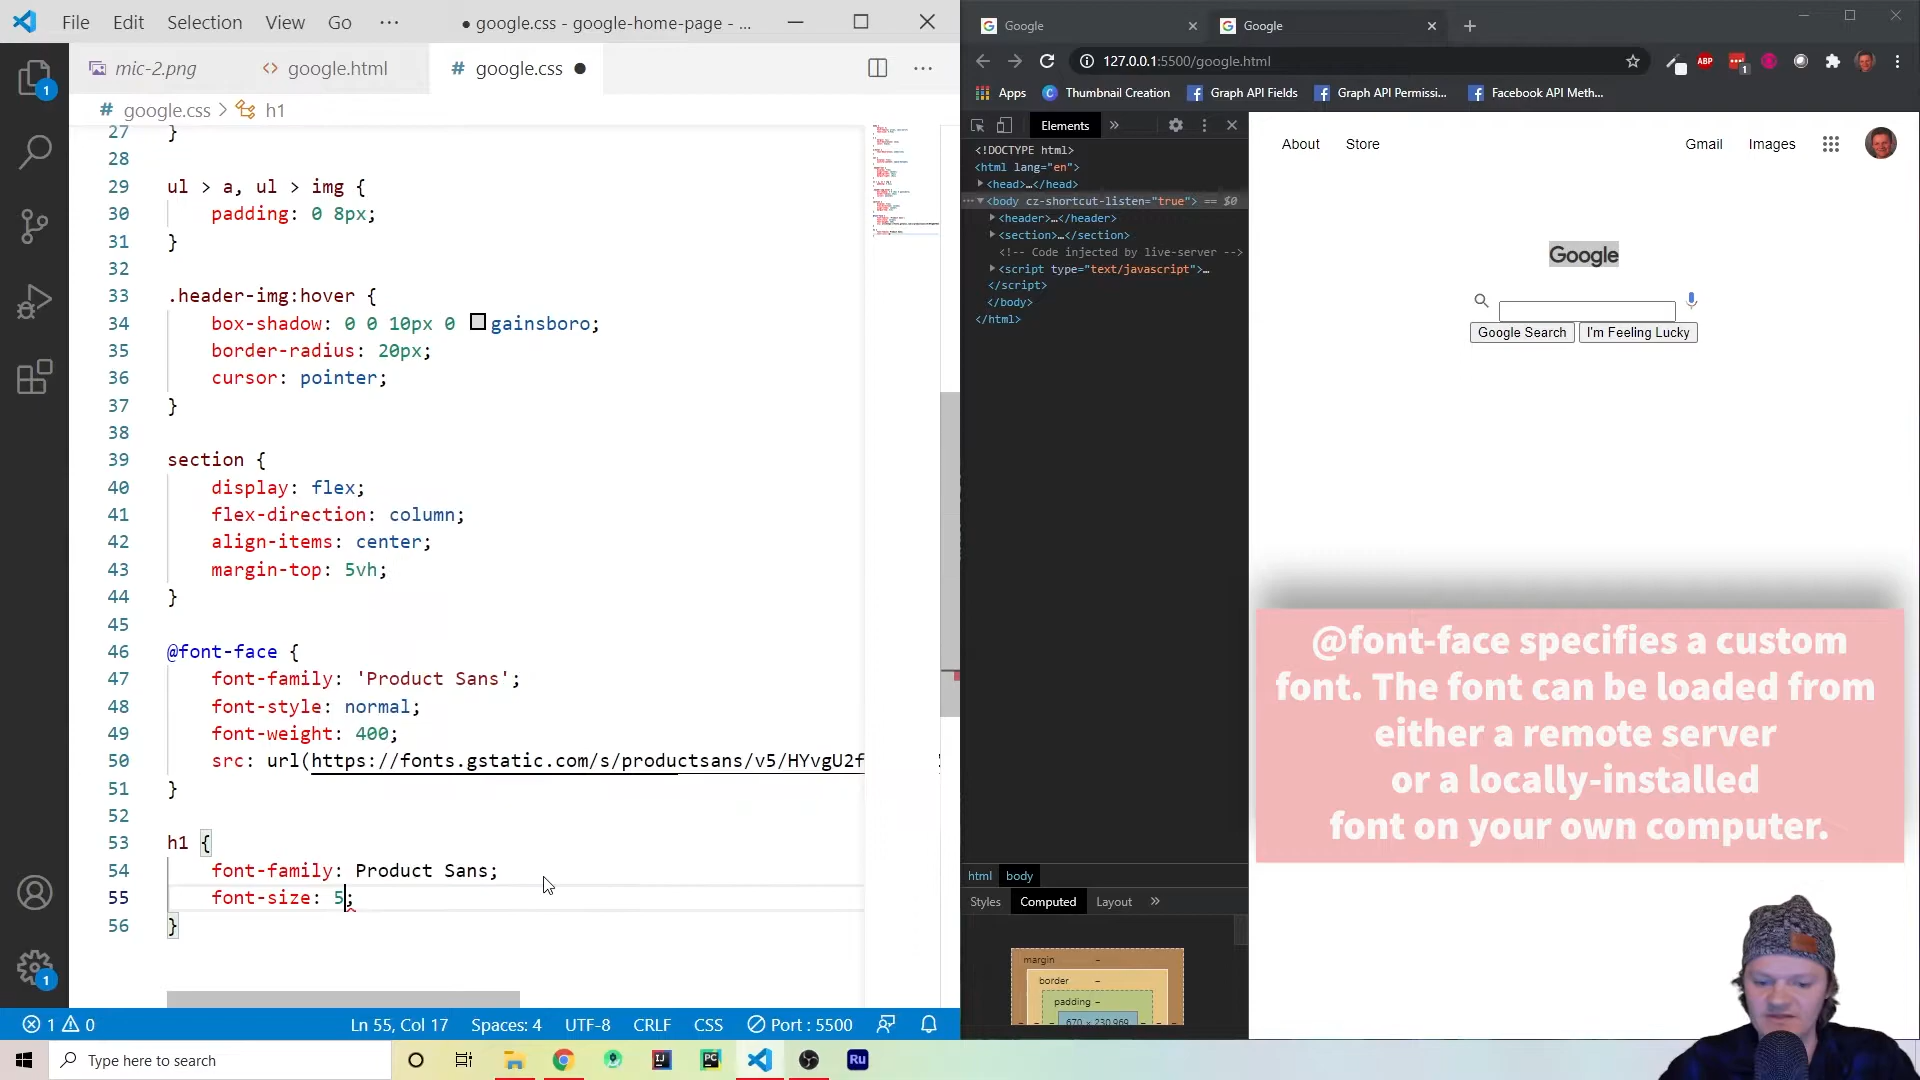 File Edit Selection View Go ··· ● google.css - google-home-page - ...
mic-2.png google.html google.css
google.css > h1
27 }
28
29 ul > a, ul > img {
30 padding: 0 8px;
31 }
32
33 .header-img:hover {
34 box-shadow: 0 0 10px 0 gainsboro;
35 border-radius: 20px;
36 cursor: pointer;
37 }
38
39 section {
40 display: flex;
41 flex-direction: column;
42 align-items: center;
43 margin-top: 5vh;
44 }
45
46 @font-face {
47 font-family: 'Product Sans';
48 font-style: normal;
49 font-weight: 400;
50 src: url(https://fonts.gstatic.com/s/productsans/v5/HYvgU2f
51 }
52
53 h1 {
54 font-family: Product Sans;
55 font-size: 5;
56 }
1 0 Ln 55, Col 17 Spaces: 4 UTF-8 CRLF CSS Port : 5500
Type here to search
IJ PC Ru
Google Google
127.0.0.1:5500/google.html
ABP 1
Apps Thumbnail Creation Graph API Fields Graph API Permissi... Facebook API Meth...
Elements »
<!DOCTYPE html>
<html lang="en">
<head>…</head>
<body cz-shortcut-listen="true"> == $0
<header>…</header>
<section>…</section>
<!-- Code injected by live-server -->
<script type="text/javascript">…
</script>
</body>
</html>
html body
Styles Computed Layout »
margin –
border –
padding –
670 × 230.969
About Store Gmail Images
Google
Google Search I'm Feeling Lucky
@font-face specifies a custom
font. The font can be loaded from
either a remote server
or a locally-installed
font on your own computer.